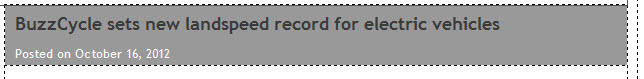 BuzzCycle sets new landspeed record for electric vehicles
Posted on October 16, 2012